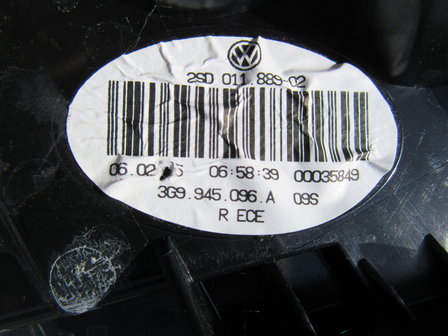 2SD 011 889-02
06.02 06:58:39 00035849
3G9.945.096.A 09S
R ECE